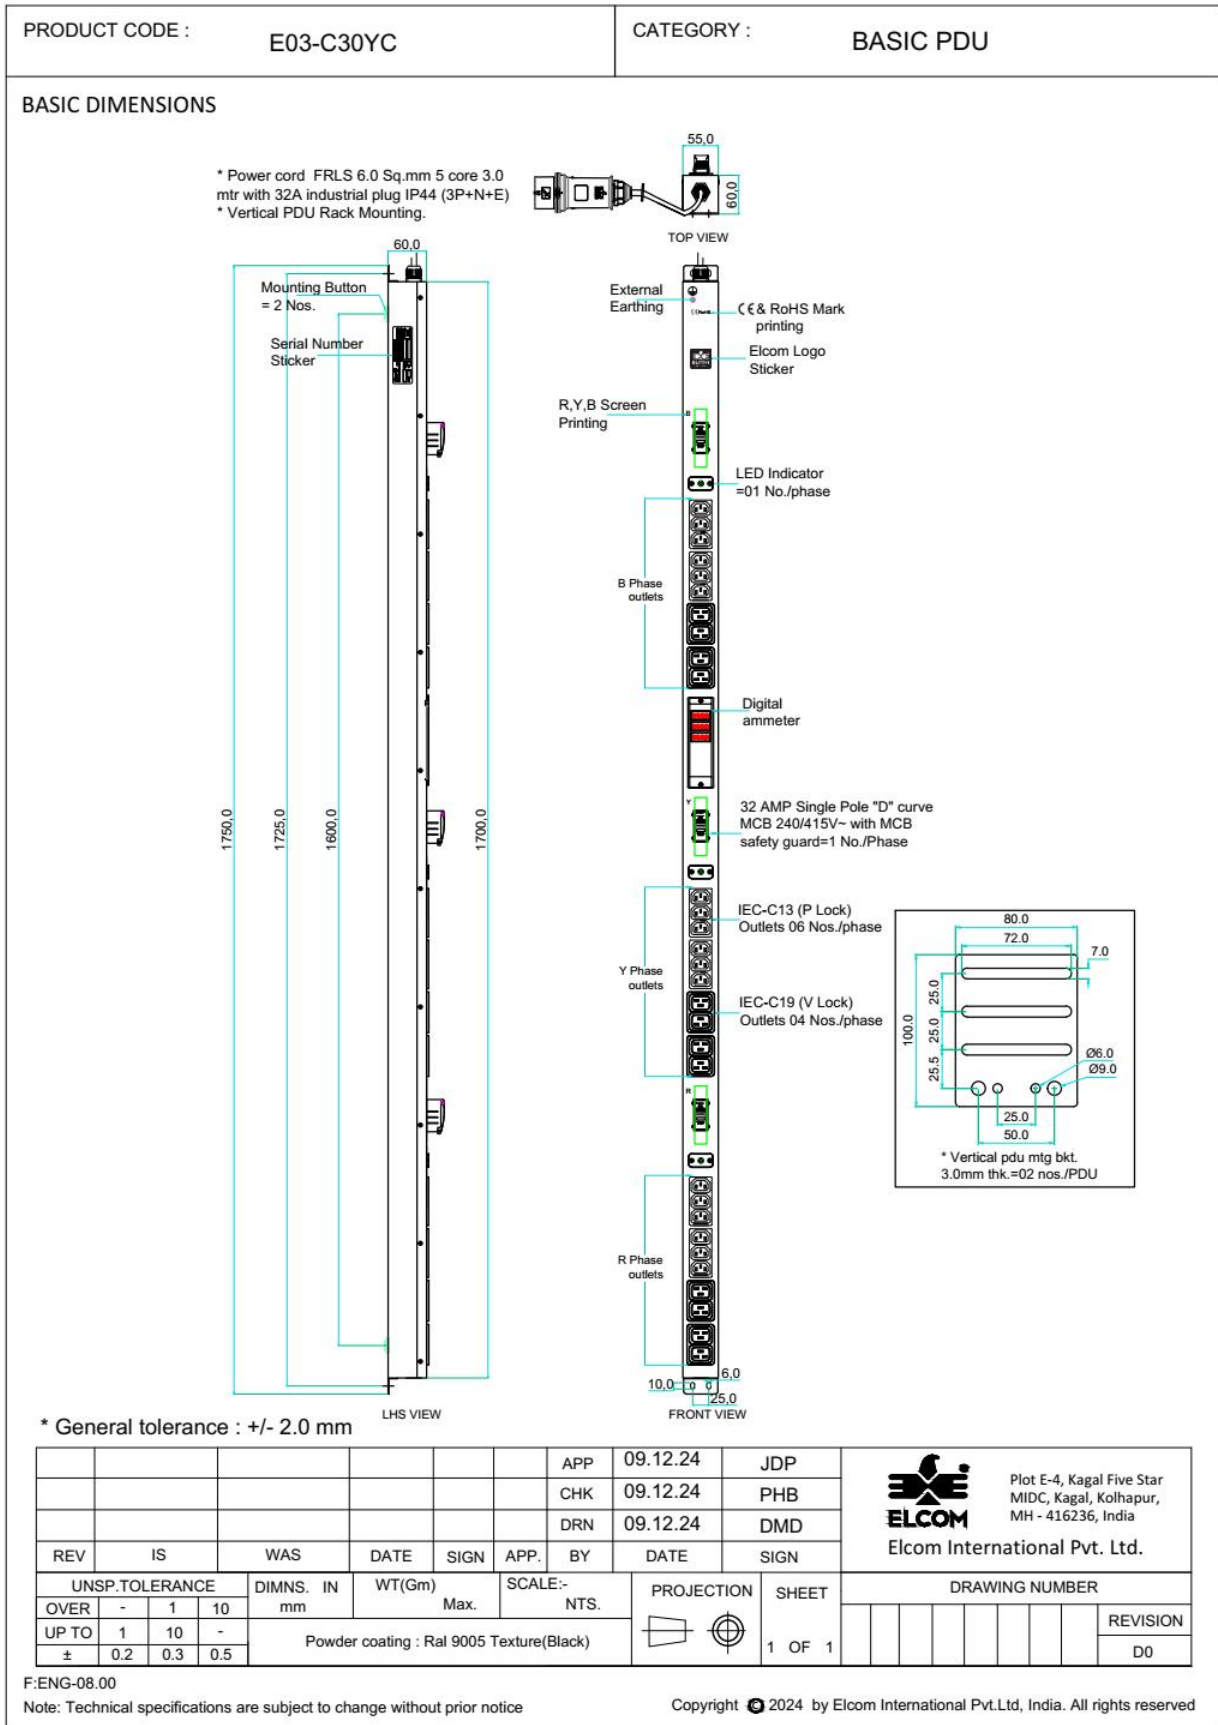 PRODUCT CODE :
E03-C30YC
CATEGORY :
BASIC PDU
BASIC DIMENSIONS
* Power cord FRLS 6.0 Sq.mm 5 core 3.0
mtr with 32A industrial plug IP44 (3P+N+E)
* Vertical PDU Rack Mounting.
55,0
60,0
TOP VIEW
60,0
Mounting Button
= 2 Nos.
Serial Number
Sticker
1750,0
1725,0
1600,0
1700,0
LHS VIEW
External
Earthing
CE & RoHS Mark
printing
Elcom Logo
Sticker
ELCOM
R,Y,B Screen
Printing
B
LED Indicator
=01 No./phase
B Phase
outlets
Digital
ammeter
Y
32 AMP Single Pole "D" curve
MCB 240/415V~ with MCB
safety guard=1 No./Phase
IEC-C13 (P Lock)
Outlets 06 Nos./phase
Y Phase
outlets
IEC-C19 (V Lock)
Outlets 04 Nos./phase
R
R Phase
outlets
10,0
6,0
25,0
FRONT VIEW
80.0
72.0
7.0
100.0
25.0
25.0
25.5
Ø6.0
Ø9.0
25.0
50.0
* Vertical pdu mtg bkt.
3.0mm thk.=02 nos./PDU
* General tolerance : +/- 2.0 mm
APP 09.12.24 JDP
CHK 09.12.24 PHB
DRN 09.12.24 DMD
REV IS WAS DATE SIGN APP. BY DATE SIGN
ELCOM
Plot E-4, Kagal Five Star
MIDC, Kagal, Kolhapur,
MH - 416236, India
Elcom International Pvt. Ltd.
UNSP.TOLERANCE
OVER - 1 10
UP TO 1 10 -
± 0.2 0.3 0.5
DIMNS. IN
mm
WT(Gm)
Max.
SCALE:-
NTS.
Powder coating : Ral 9005 Texture(Black)
PROJECTION
SHEET
1 OF 1
DRAWING NUMBER
REVISION
D0
F:ENG-08.00
Note: Technical specifications are subject to change without prior notice
Copyright © 2024 by Elcom International Pvt.Ltd, India. All rights reserved